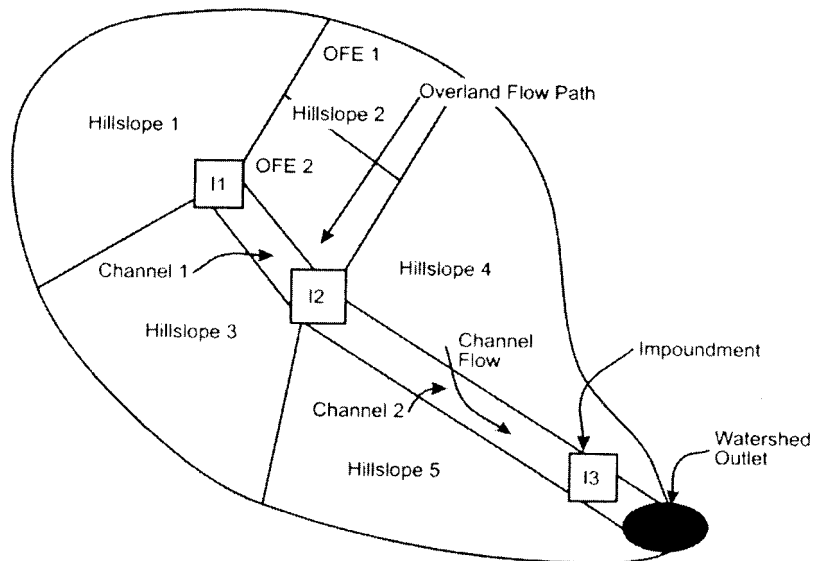 OFE 1
Overland Flow Path
Hillslope 2
Hillslope 1
OFE 2
I1
Channel 1
Hillslope 4
I2
Hillslope 3
Channel
Flow
Impoundment
Channel 2
Watershed
Outlet
Hillslope 5
I3